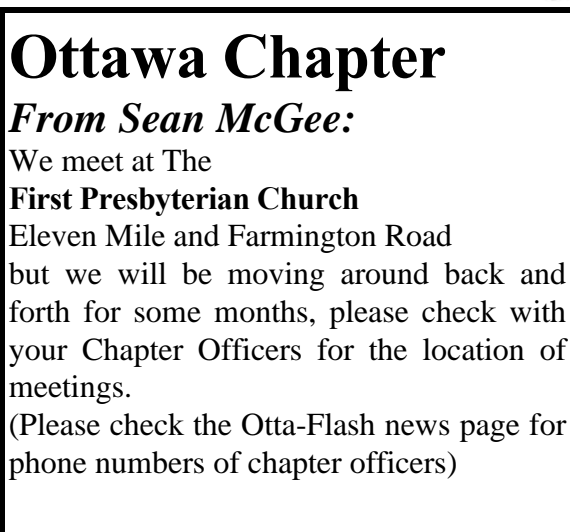 Ottawa Chapter
From Sean McGee:
We meet at The
First Presbyterian Church
Eleven Mile and Farmington Road
but we will be moving around back and
forth for some months, please check with
your Chapter Officers for the location of
meetings.
(Please check the Otta-Flash news page for
phone numbers of chapter officers)